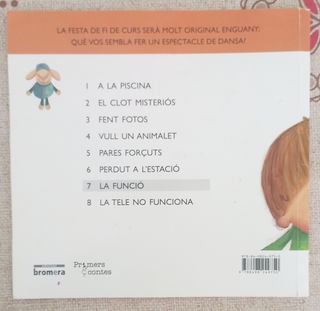 LA FESTA DE FI DE CURS SERÀ MOLT ORIGINAL ENGUANY.
QUÈ VOS SEMBLA FER UN ESPECTACLE DE DANSA?
1 A LA PISCINA
2 EL CLOT MISTERIÓS
3 FENT FOTOS
4 VULL UN ANIMALET
5 PARES FORÇUTS
6 PERDUT A L'ESTACIÓ
7 LA FUNCIÓ
8 LA TELE NO FUNCIONA
bromera
Primers
contes